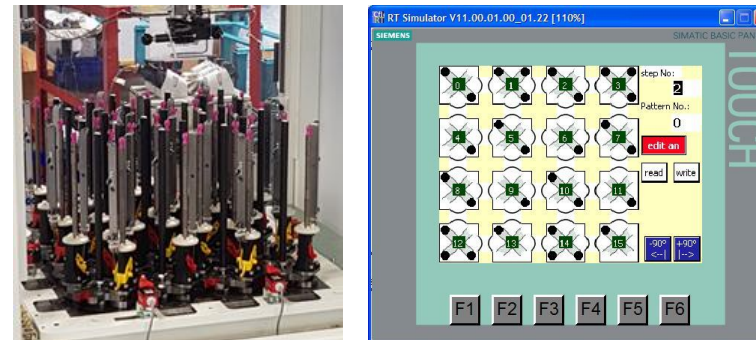 RT Simulator V11.00.01.00_01.22 [110%]
SIEMENS
SIMATIC BASIC PAN
TOUCH
0 1 2 3
step No:
2
Pattern No.:
0
4 5 6 7
edit an
read write
8 9 10 11
12 13 14 15
-90° +90°
<--| |-->
F1 F2 F3 F4 F5 F6